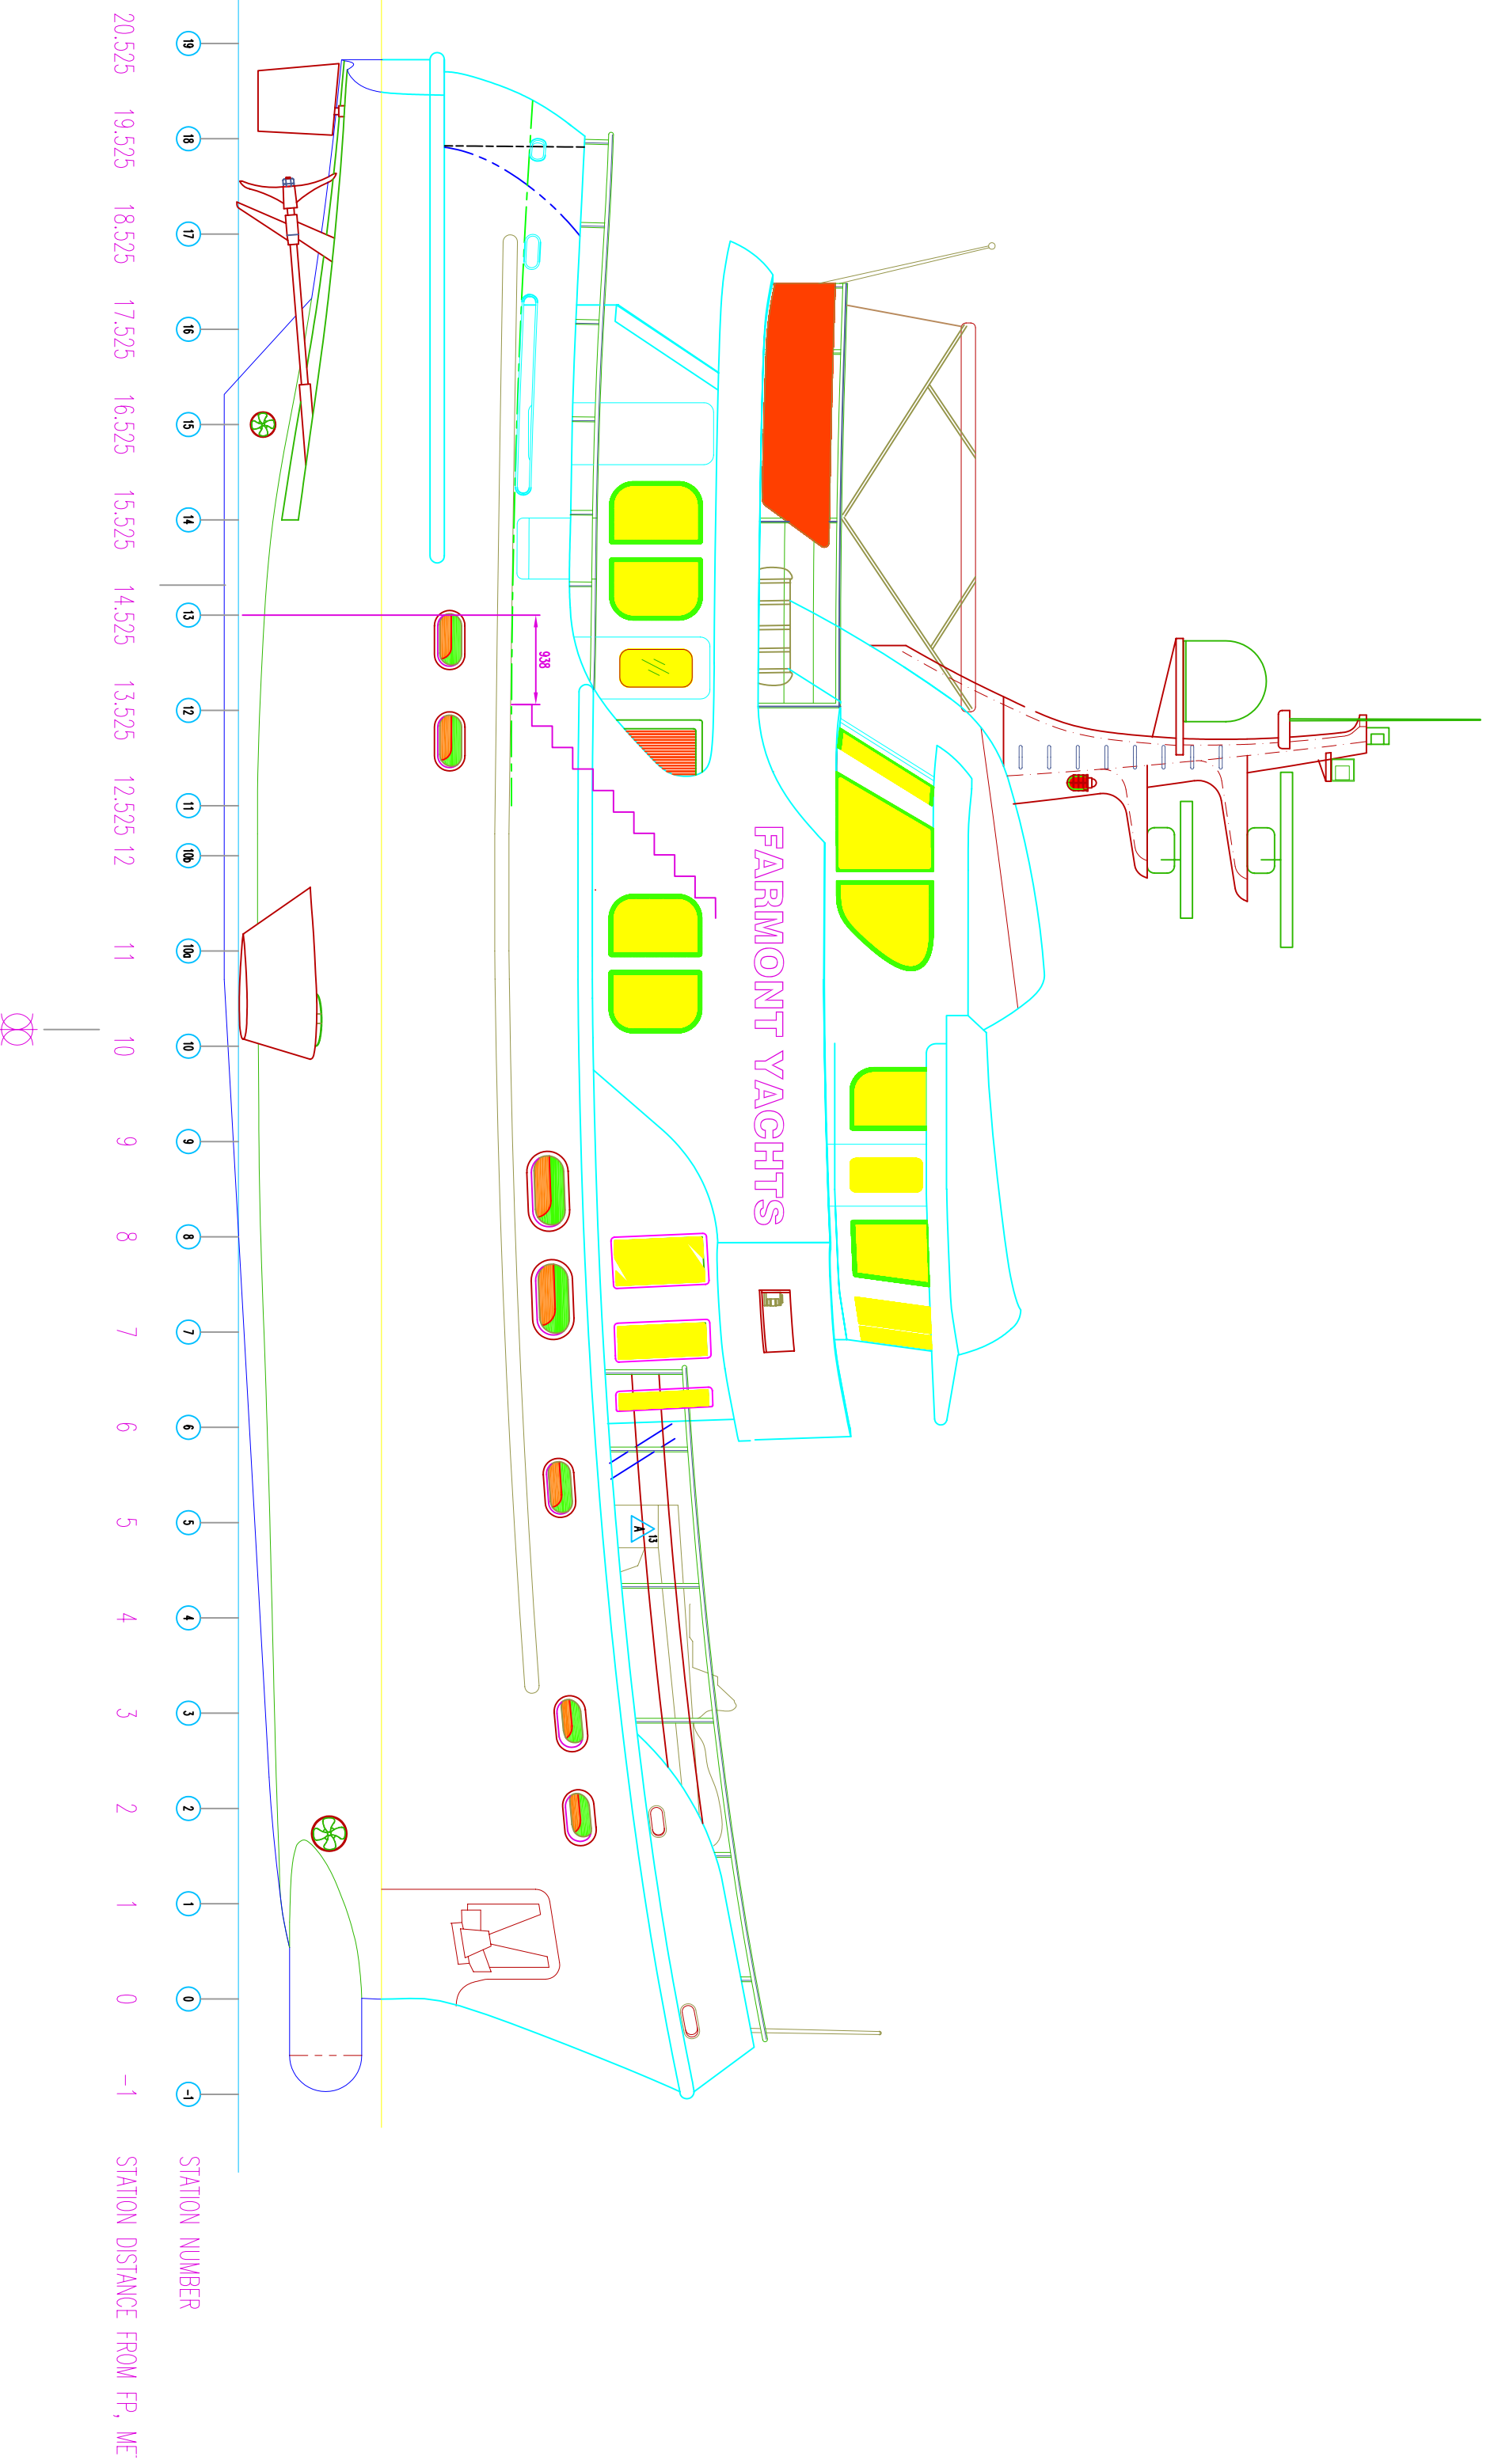 FARMONT YACHTS
938
A
13
19 18 17 16 15 14 13 12 11 10b 10a 10 9 8 7 6 5 4 3 2 1 0 -1 STATION NUMBER
20.525 19.525 18.525 17.525 16.525 15.525 14.525 13.525 12.525 12 11 10 9 8 7 6 5 4 3 2 1 0 -1 STATION DISTANCE FROM FP,